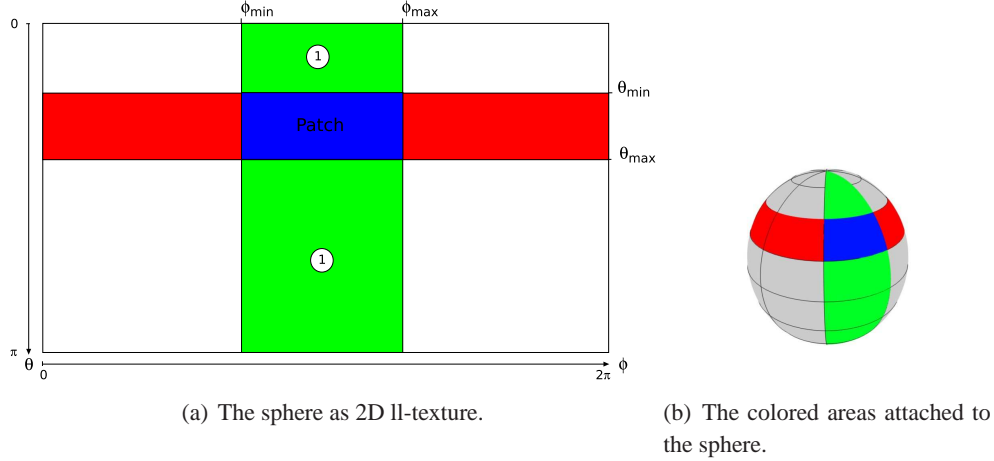 ϕmin ϕmax
0
1
θmin
Patch
θmax
1
π
θ
ϕ
0 2π
(a) The sphere as 2D ll-texture.
(b) The colored areas attached to
the sphere.